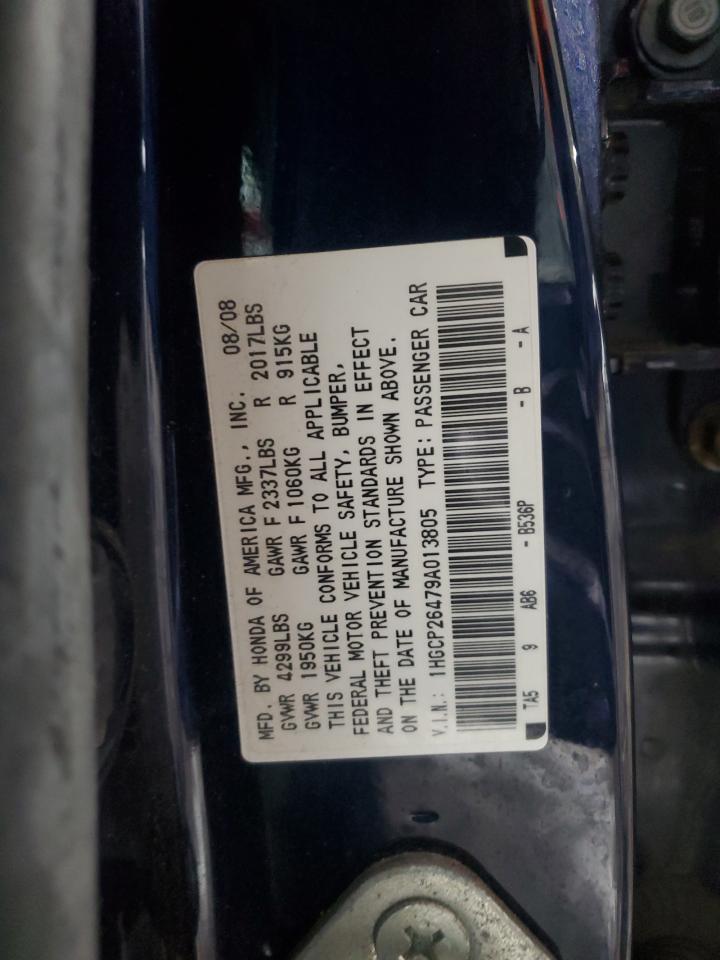 MFD. BY HONDA OF AMERICA MFG., INC. 08/08
GVWR 4299LBS GAWR F 2337LBS R 2017LBS
GVWR 1950KG GAWR F 1060KG R 915KG
THIS VEHICLE CONFORMS TO ALL APPLICABLE
FEDERAL MOTOR VEHICLE SAFETY, BUMPER,
AND THEFT PREVENTION STANDARDS IN EFFECT
ON THE DATE OF MANUFACTURE SHOWN ABOVE.
V.I.N.: 1HGCP26479A013805 TYPE: PASSENGER CAR
TA5 9 AB6 - B536P - B - A